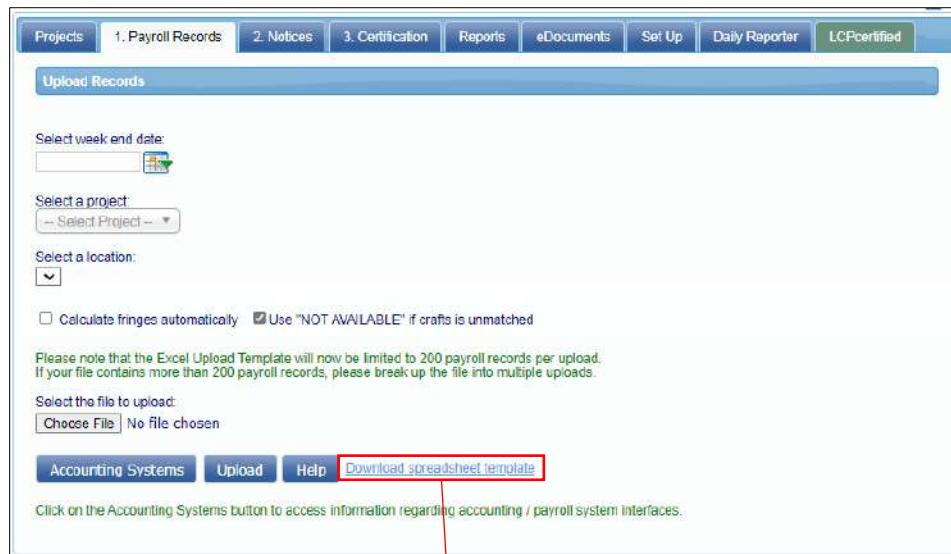 Projects 1. Payroll Records 2. Notices 3. Certification Reports eDocuments Set Up Daily Reporter LCPcertified
Upload Records
Select week end date:
Select a project:
-- Select Project --
Select a location:
Calculate fringes automatically Use "NOT AVAILABLE" if crafts is unmatched
Please note that the Excel Upload Template will now be limited to 200 payroll records per upload.
If your file contains more than 200 payroll records, please break up the file into multiple uploads.
Select the file to upload:
Choose File No file chosen
Accounting Systems Upload Help Download spreadsheet template
Click on the Accounting Systems button to access information regarding accounting / payroll system interfaces.